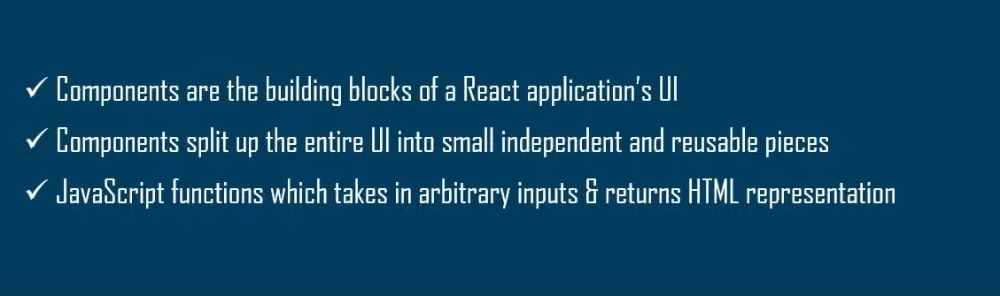 ✓ Components are the building blocks of a React application's UI
✓ Components split up the entire UI into small independent and reusable pieces
✓ JavaScript functions which takes in arbitrary inputs & returns HTML representation